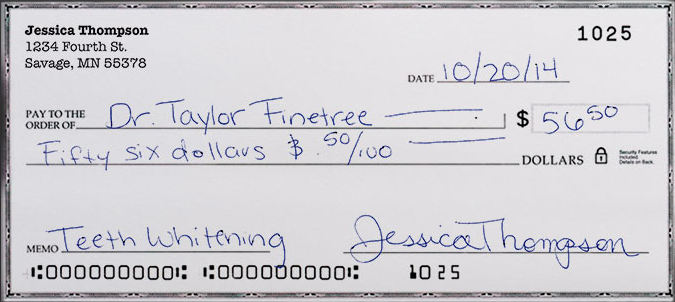 Jessica Thompson 1025
1234 Fourth St.
Savage, MN 55378
DATE 10/20/14
PAY TO THE
ORDER OF Dr. Taylor Finetree $ 56 50
Fifty six dollars $ .50/100 DOLLARS Security Features
Included.
Details on Back.
MEMO Teeth Whitening Jessica Thompson
⑆000000000⑆ ⑆000000000⑆ 1025